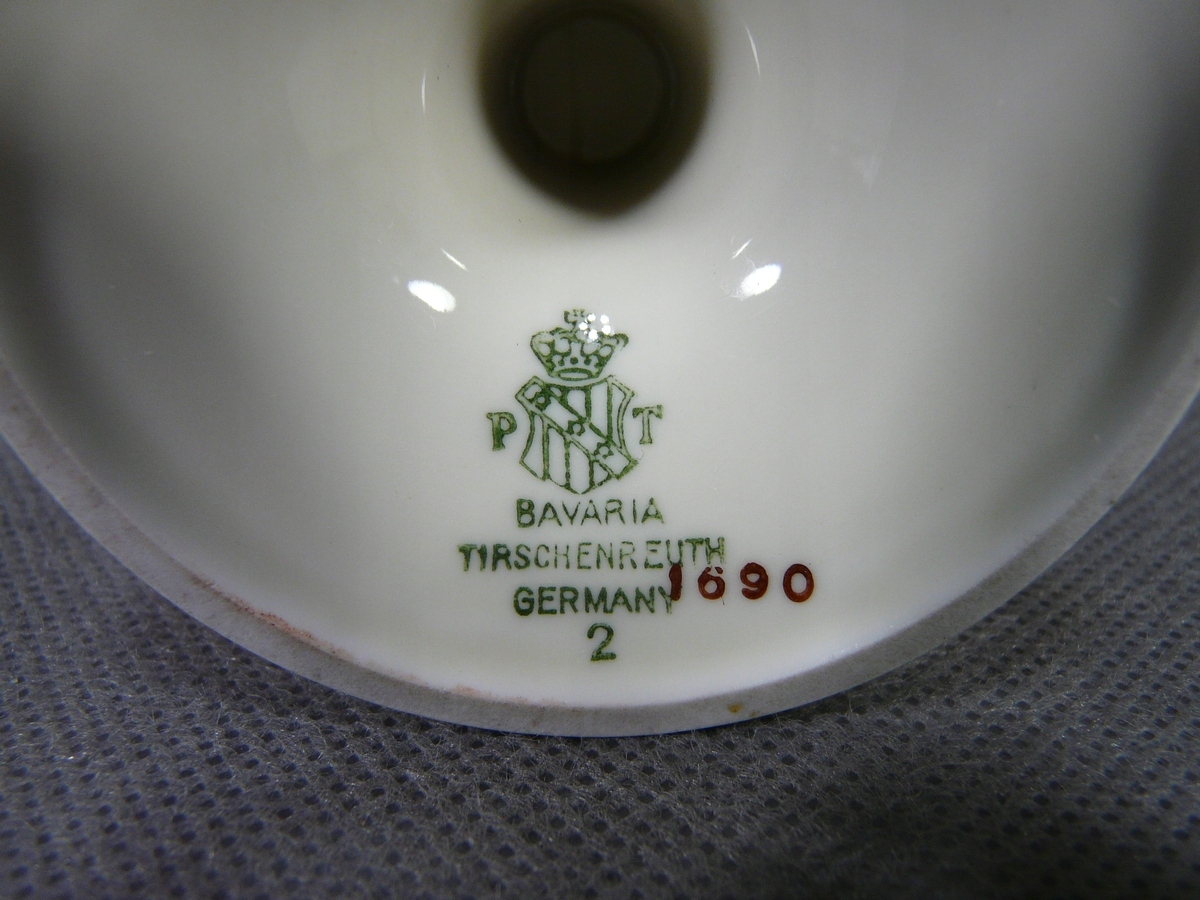 P T
BAVARIA
TIRSCHENREUTH
GERMANY
1690
2